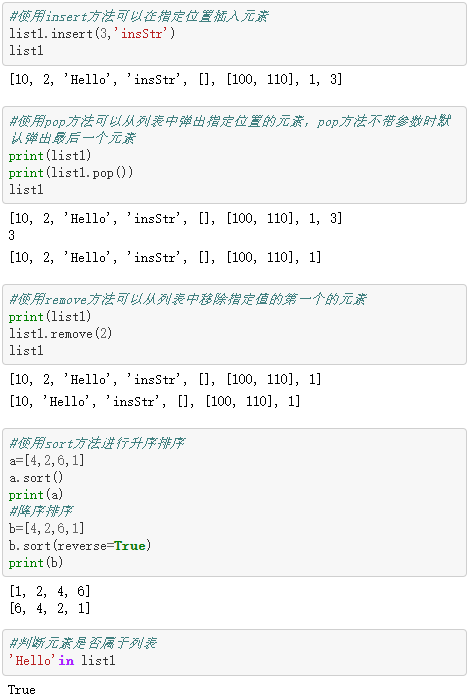 #使用insert方法可以在指定位置插入元素
list1.insert(3,'insStr')
list1
[10, 2, 'Hello', 'insStr', [], [100, 110], 1, 3]
#使用pop方法可以从列表中弹出指定位置的元素，pop方法不带参数时默
认弹出最后一个元素
print(list1)
print(list1.pop())
list1
[10, 2, 'Hello', 'insStr', [], [100, 110], 1, 3]
3
[10, 2, 'Hello', 'insStr', [], [100, 110], 1]
#使用remove方法可以从列表中移除指定值的第一个的元素
print(list1)
list1.remove(2)
list1
[10, 2, 'Hello', 'insStr', [], [100, 110], 1]
[10, 'Hello', 'insStr', [], [100, 110], 1]
#使用sort方法进行升序排序
a=[4,2,6,1]
a.sort()
print(a)
#降序排序
b=[4,2,6,1]
b.sort(reverse=True)
print(b)
[1, 2, 4, 6]
[6, 4, 2, 1]
#判断元素是否属于列表
'Hello'in list1
True